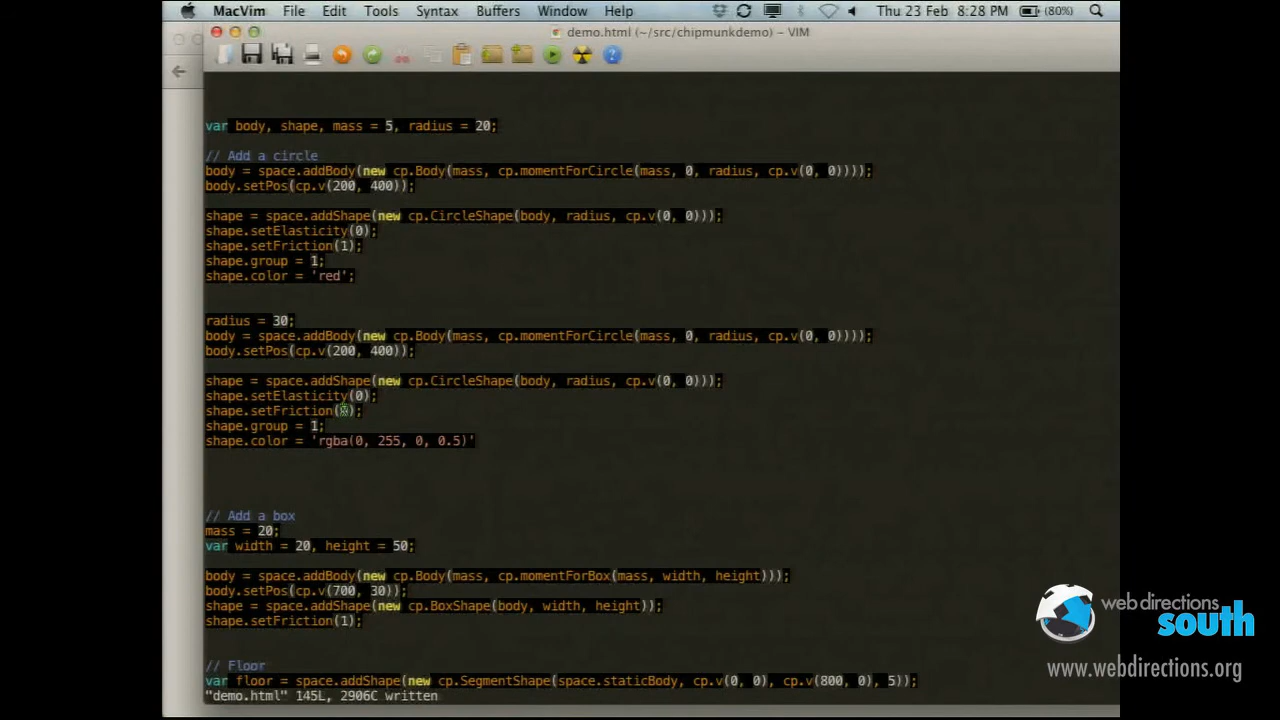 MacVim File Edit Tools Syntax Buffers Window Help Thu 23 Feb 8:28 PM (80%)
demo.html (~/src/chipmunkdemo) – VIM
var body, shape, mass = 5, radius = 20;
// Add a circle
body = space.addBody(new cp.Body(mass, cp.momentForCircle(mass, 0, radius, cp.v(0, 0))));
body.setPos(cp.v(200, 400));
shape = space.addShape(new cp.CircleShape(body, radius, cp.v(0, 0)));
shape.setElasticity(0);
shape.setFriction(1);
shape.group = 1;
shape.color = 'red';
radius = 30;
body = space.addBody(new cp.Body(mass, cp.momentForCircle(mass, 0, radius, cp.v(0, 0))));
body.setPos(cp.v(200, 400));
shape = space.addShape(new cp.CircleShape(body, radius, cp.v(0, 0)));
shape.setElasticity(0);
shape.setFriction( );
shape.group = 1;
shape.color = 'rgba(0, 255, 0, 0.5)'
// Add a box
mass = 20;
var width = 20, height = 50;
body = space.addBody(new cp.Body(mass, cp.momentForBox(mass, width, height)));
body.setPos(cp.v(700, 30));
shape = space.addShape(new cp.BoxShape(body, width, height));
shape.setFriction(1);
// Floor
var floor = space.addShape(new cp.SegmentShape(space.staticBody, cp.v(0, 0), cp.v(800, 0), 5));
"demo.html" 145L, 2906C written
web directions
south
www.webdirections.org